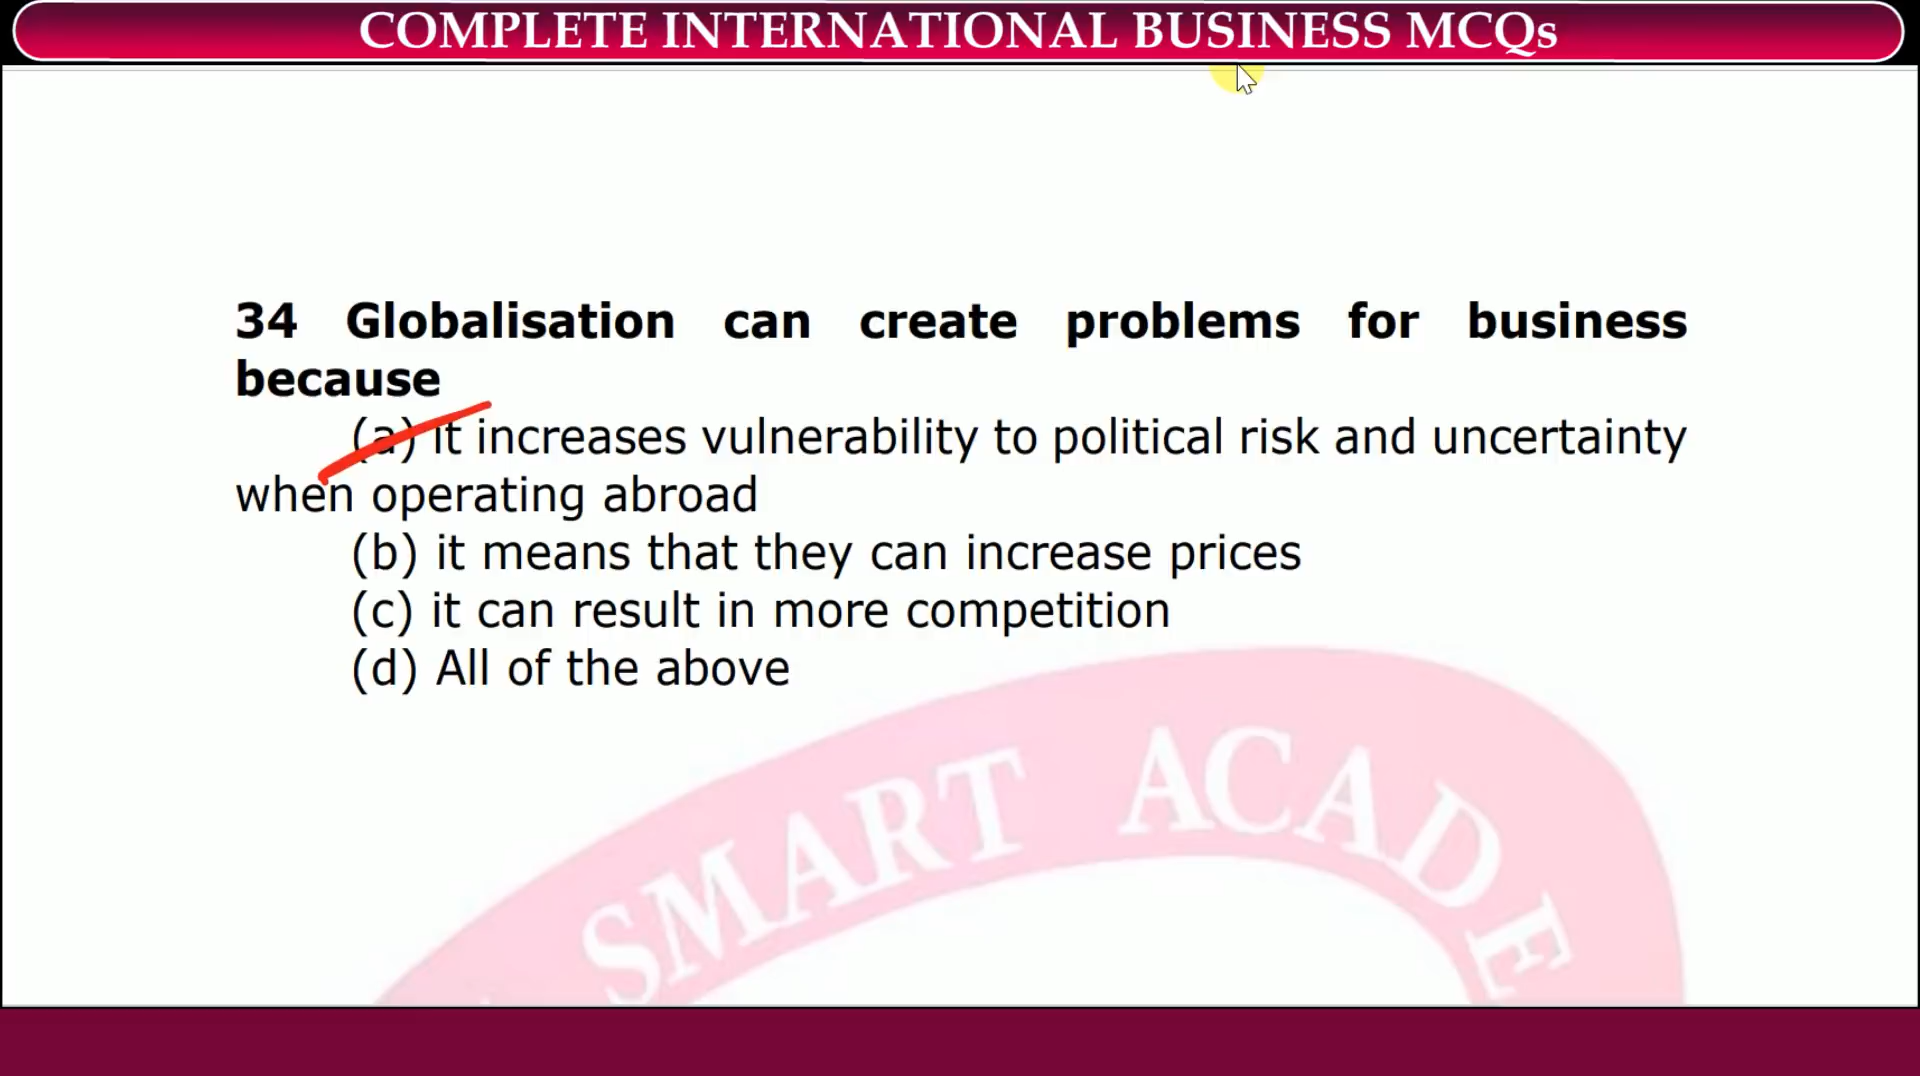 COMPLETE INTERNATIONAL BUSINESS MCQs
34 Globalisation can create problems for business
because
(a) it increases vulnerability to political risk and uncertainty
when operating abroad
(b) it means that they can increase prices
(c) it can result in more competition
(d) All of the above
SMART ACADE